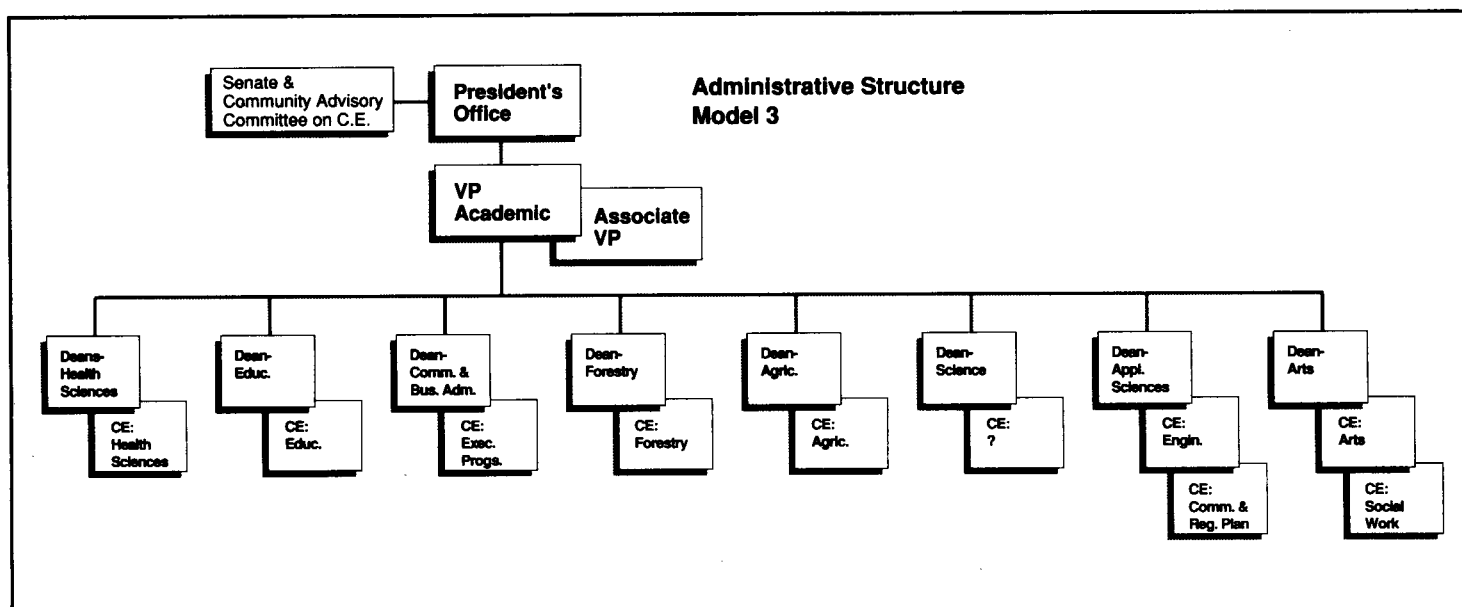 Senate &
Community Advisory
Committee on C.E.
President's
Office
Administrative Structure
Model 3
VP
Academic
Associate
VP
Deans-
Health
Sciences
CE:
Health
Sciences
Dean-
Educ.
CE:
Educ.
Dean-
Comm. &
Bus. Adm.
CE:
Exec.
Progs.
Dean-
Forestry
CE:
Forestry
Dean-
Agric.
CE:
Agric.
Dean-
Science
CE:
?
Dean-
Appl.
Sciences
CE:
Engin.
CE:
Comm. &
Reg. Plan
Dean-
Arts
CE:
Arts
CE:
Social
Work